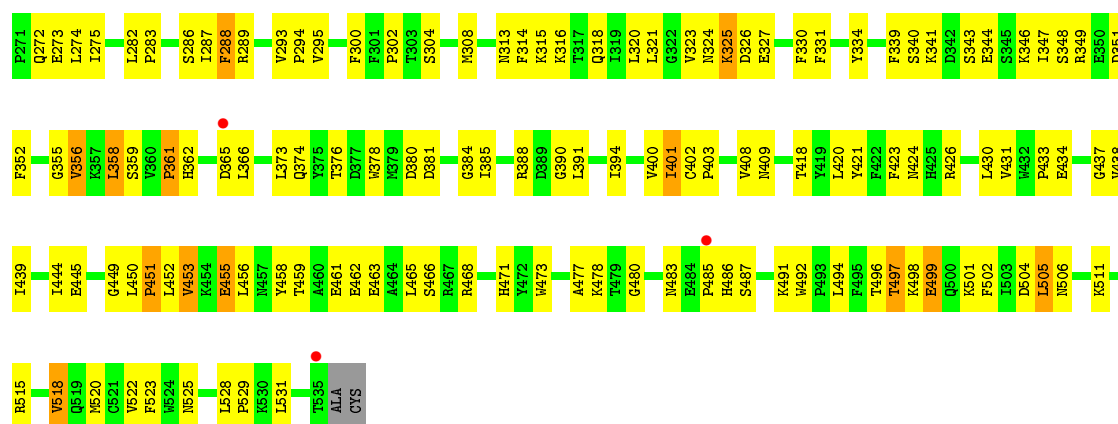 P271 Q272 E273 L274 I275 L282 P283 S286 I287 F288 R289 V293 P294 V295 F300 F301 P302 T303 S304 M308 N313 F314 K315 K316 T317 Q318 I319 L320 L321 G322 V323 N324 K325 D326 E327 F330 F331 Y334 F339 S340 K341 D342 S343 E344 S345 K346 I347 S348 R349 E350 D351
F352 G355 V356 K357 L358 S359 V360 P361 H362 D365 L366 L373 Q374 Y375 T376 D377 W378 M379 D380 D381 G384 I385 R388 D389 G390 L391 I394 V400 I401 C402 P403 V408 N409 T418 Y419 L420 Y421 F422 F423 N424 H425 R426 L430 V431 W432 P433 E434 G437 V438
I439 I444 E445 G449 L450 P451 L452 V453 K454 E455 L456 N457 Y458 T459 A460 E461 E462 E463 A464 L465 S466 R467 R468 H471 Y472 W473 A477 K478 T479 G480 N483 E484 P485 H486 S487 K491 W492 P493 L494 F495 T496 T497 K498 E499 Q500 K501 F502 I503 D504 L505 N506 K511
R515 V518 Q519 M520 C521 V522 F523 W524 N525 L528 P529 K530 L531 T535 ALA CYS